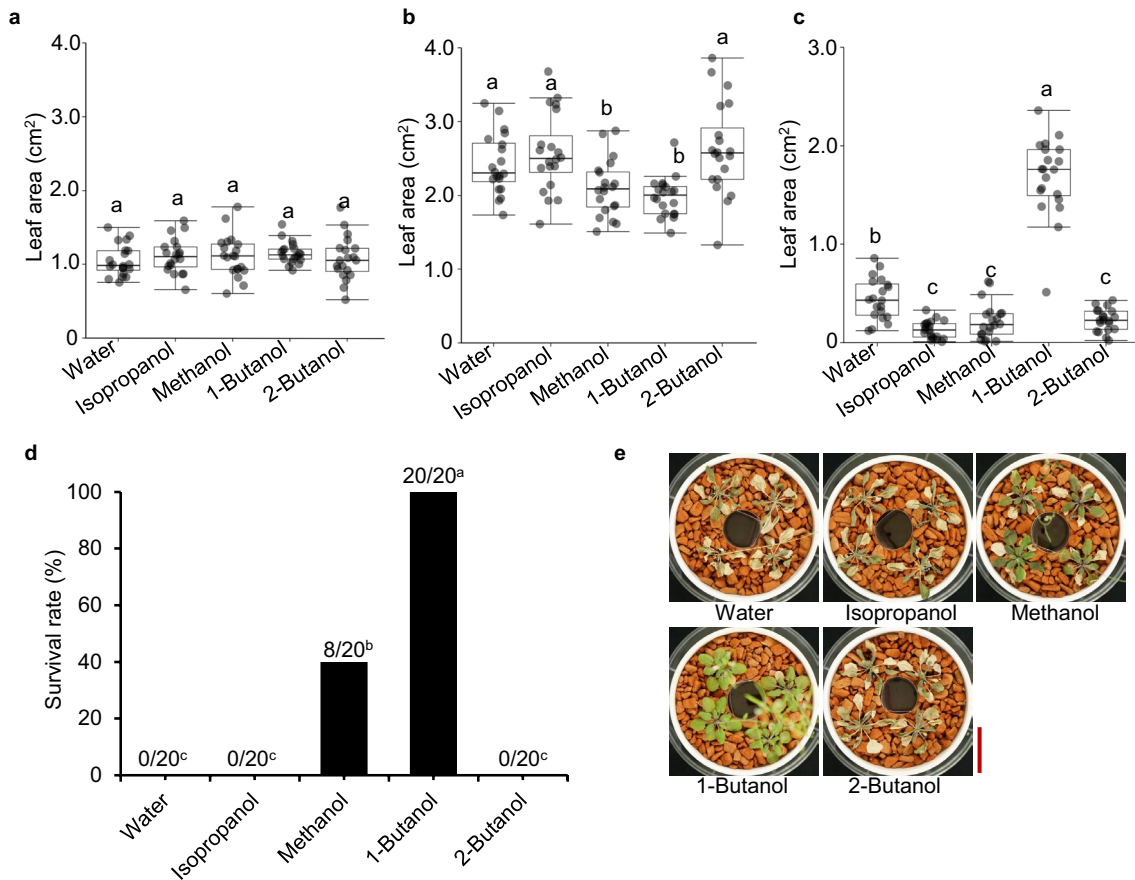 a
4.0
3.0
2.0
1.0
0
Leaf area (cm²)
a
a
a
a
a
Water
Isopropanol
Methanol
1-Butanol
2-Butanol
b
4.0
3.0
2.0
1.0
0
Leaf area (cm²)
a
a
b
b
a
Water
Isopropanol
Methanol
1-Butanol
2-Butanol
c
3.0
2.0
1.0
0
Leaf area (cm²)
b
c
c
a
c
Water
Isopropanol
Methanol
1-Butanol
2-Butanol
d
100
80
60
40
20
0
Survival rate (%)
0/20ᶜ
0/20ᶜ
8/20ᵇ
20/20ᵃ
0/20ᶜ
Water
Isopropanol
Methanol
1-Butanol
2-Butanol
e
Water
Isopropanol
Methanol
1-Butanol
2-Butanol